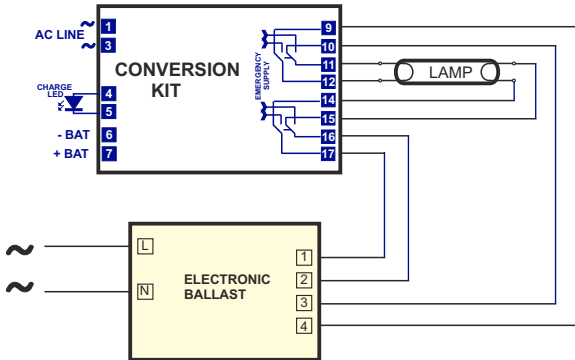 ~ 1
AC LINE
~ 3
CHARGE
LED
4
5
- BAT 6
+ BAT 7
CONVERSION
KIT
EMERGENCY
SUPPLY
9
10
11
12
14
15
16
17
LAMP
~ L
~ N
ELECTRONIC
BALLAST
1
2
3
4